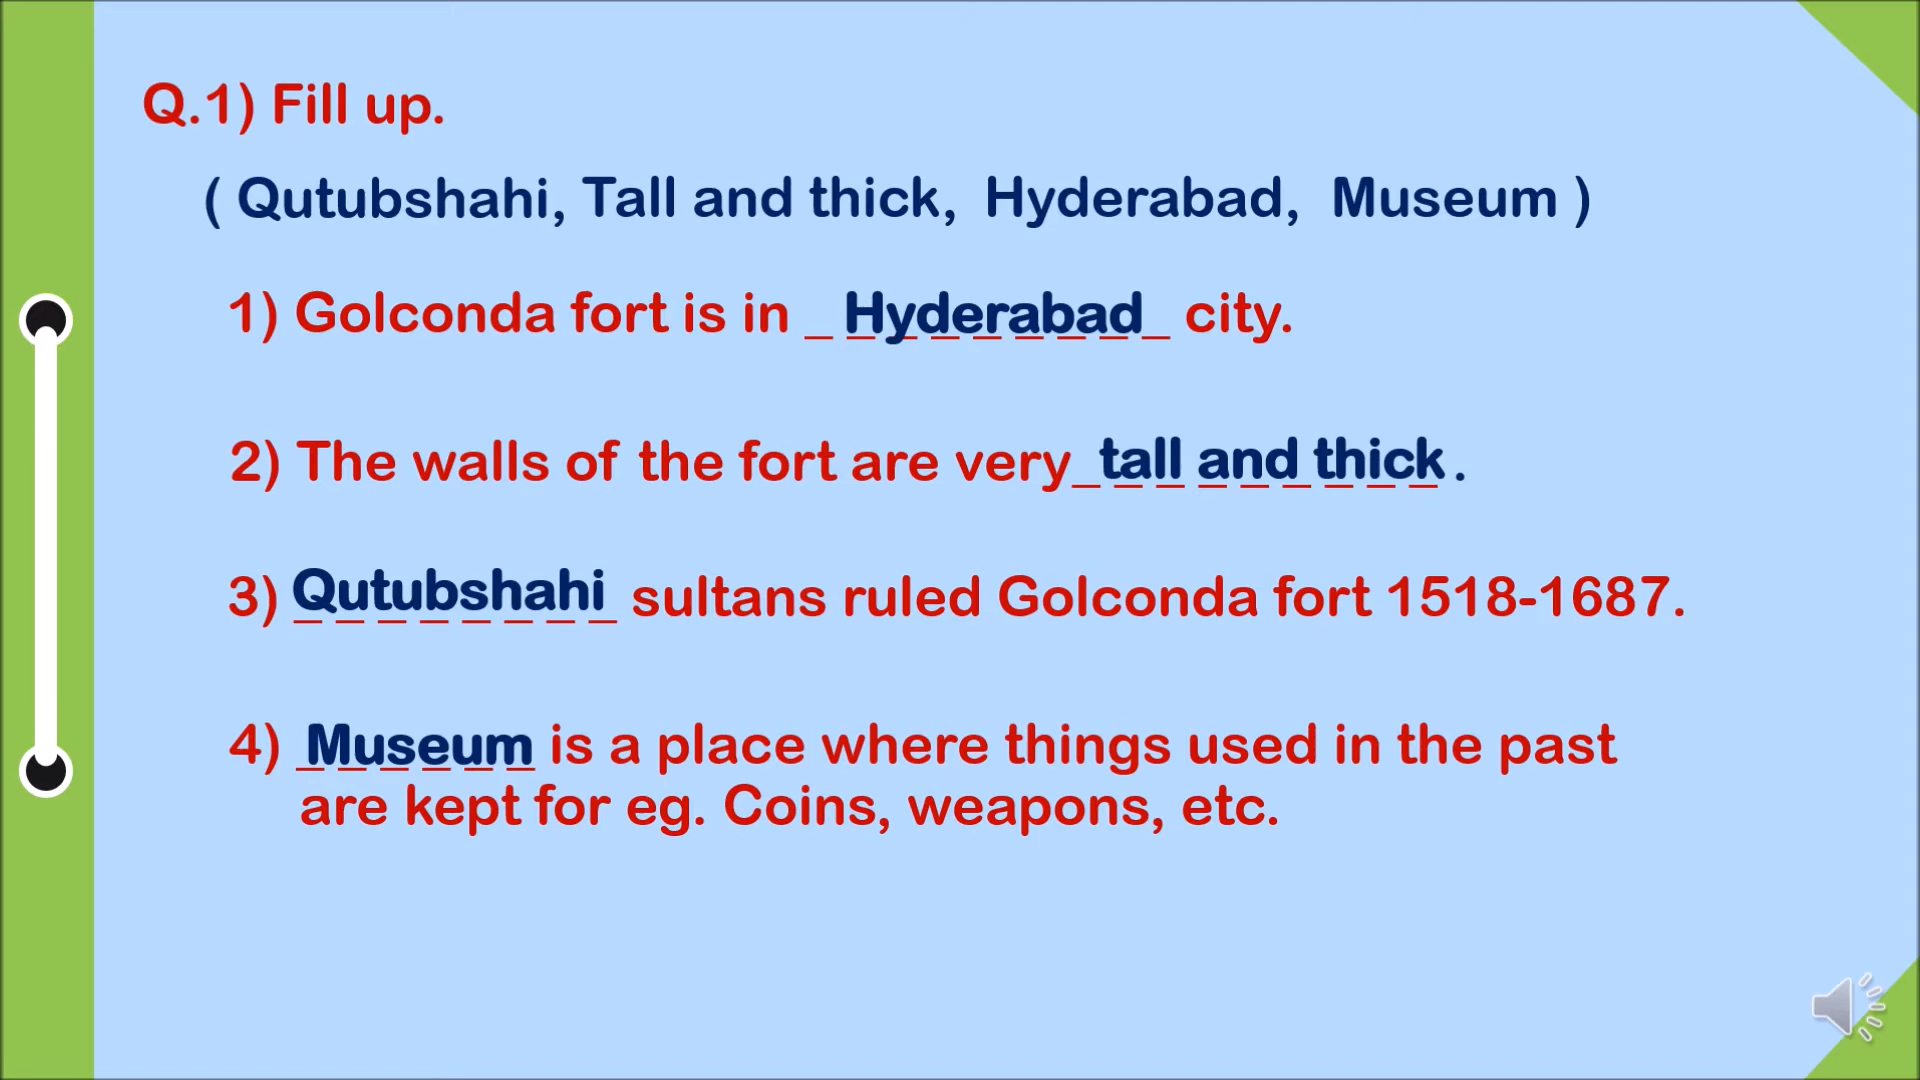 Q.1) Fill up.
( Qutubshahi, Tall and thick, Hyderabad, Museum )
1) Golconda fort is in _ Hyderabad_ city.
2) The walls of the fort are very_tall and thick.
3) Qutubshahi sultans ruled Golconda fort 1518-1687.
4) Museum is a place where things used in the past
are kept for eg. Coins, weapons, etc.